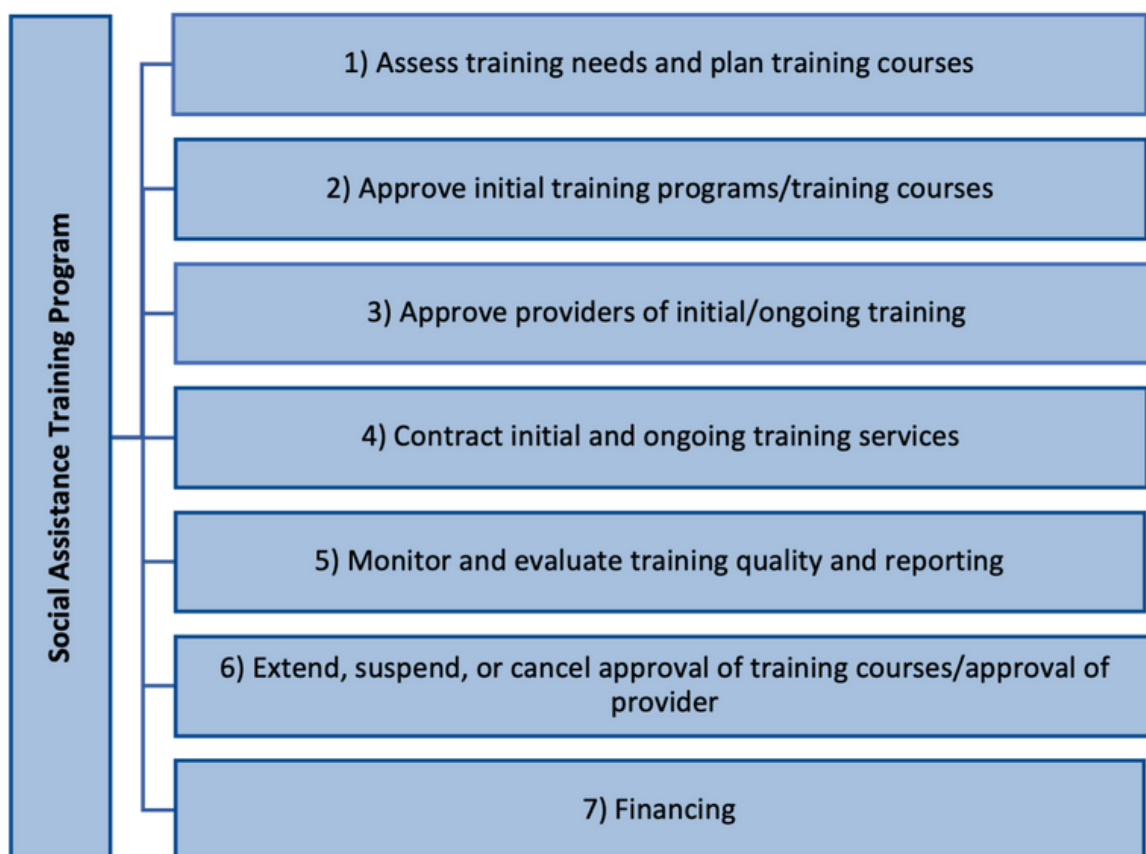 Social Assistance Training Program
1) Assess training needs and plan training courses
2) Approve initial training programs/training courses
3) Approve providers of initial/ongoing training
4) Contract initial and ongoing training services
5) Monitor and evaluate training quality and reporting
6) Extend, suspend, or cancel approval of training courses/approval of
provider
7) Financing